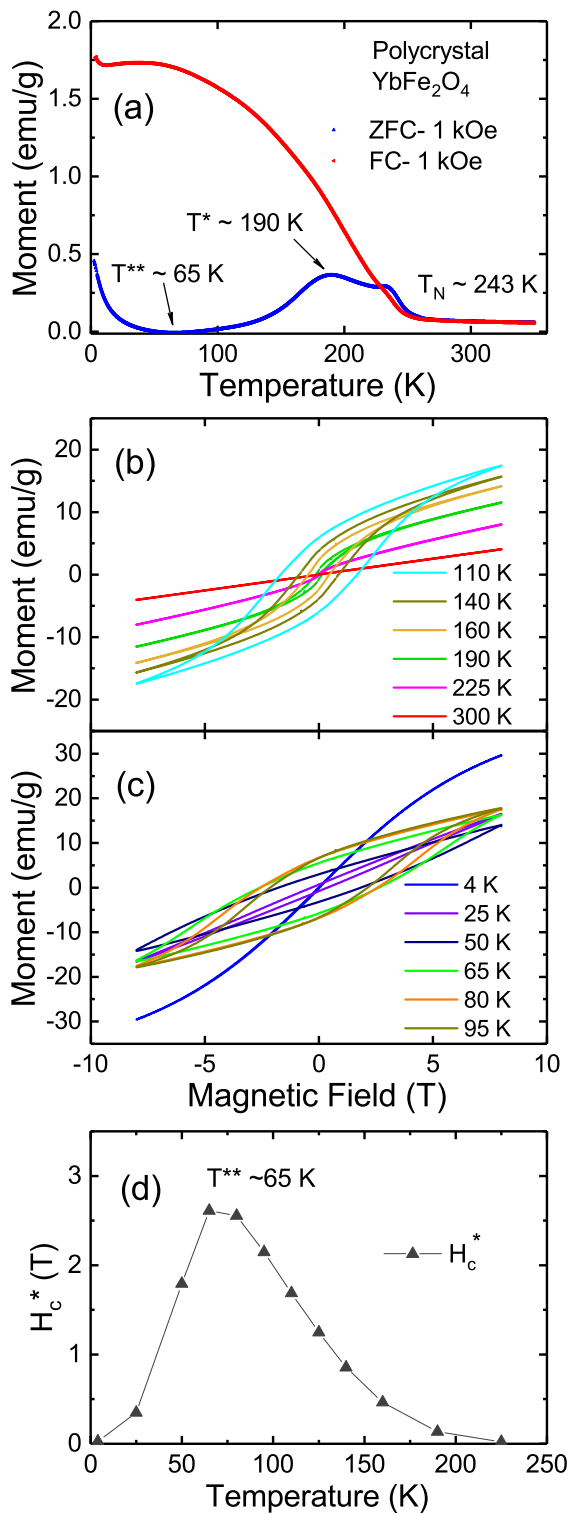 2.0
1.5
1.0
0.5
0.0
Moment (emu/g)
(a)
Polycrystal
YbFe₂O₄
ZFC- 1 kOe
FC- 1 kOe
T* ~ 190 K
T** ~ 65 K
T_N ~ 243 K
0 100 200 300
Temperature (K)
20
10
0
-10
-20
Moment (emu/g)
(b)
110 K
140 K
160 K
190 K
225 K
300 K
30
20
10
0
-10
-20
-30
Moment (emu/g)
(c)
4 K
25 K
50 K
65 K
80 K
95 K
-10 -5 0 5 10
Magnetic Field (T)
3
2
1
0
H_c* (T)
(d)
T** ~65 K
H_c*
0 50 100 150 200 250
Temperature (K)